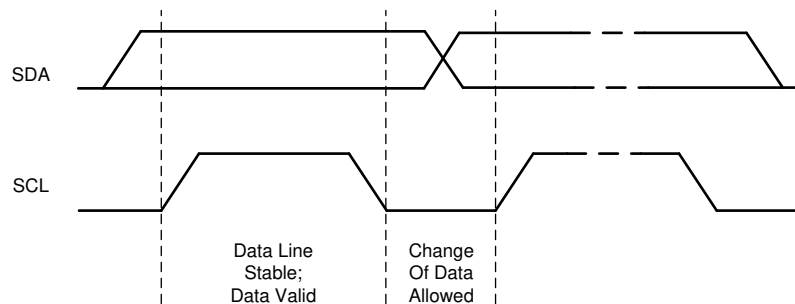 SDA
SCL
Data Line
Stable;
Data Valid
Change
Of Data
Allowed